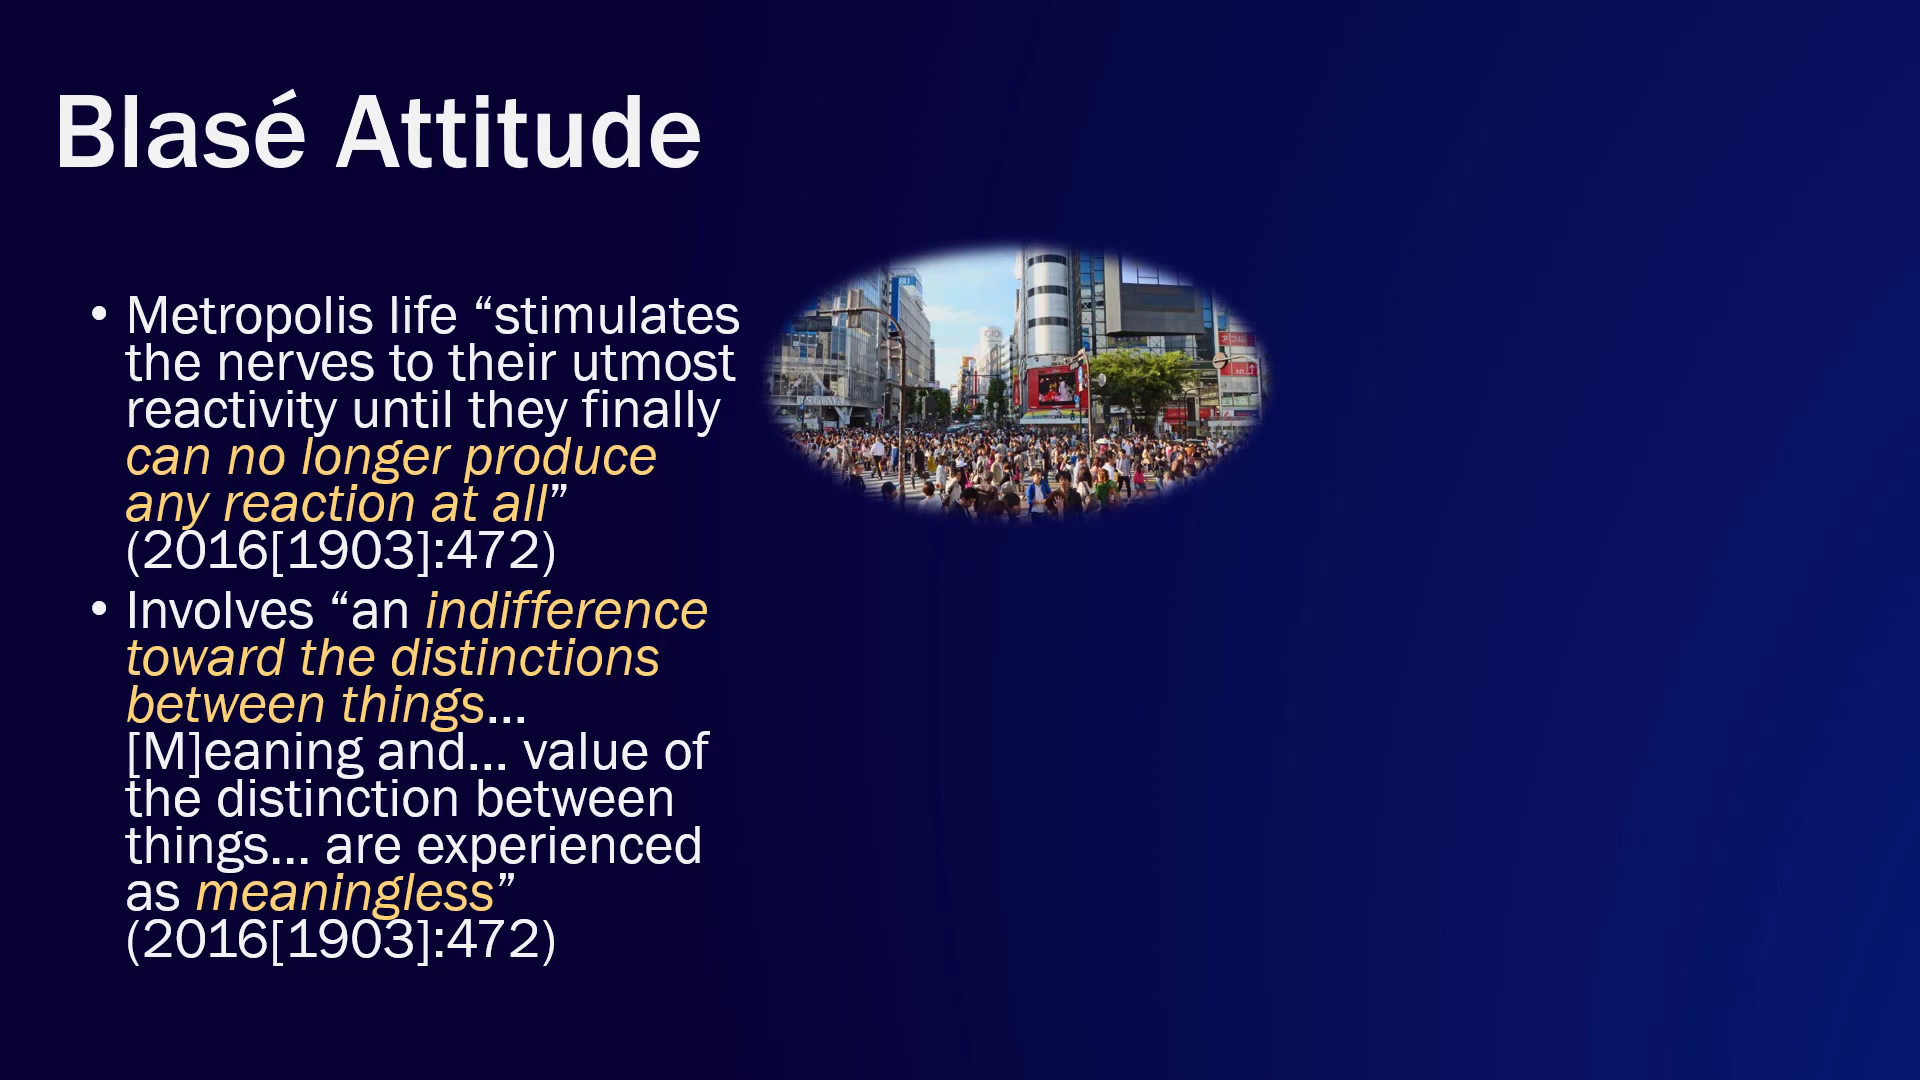 Blasé Attitude
• Metropolis life “stimulates
the nerves to their utmost
reactivity until they finally
can no longer produce
any reaction at all”
(2016[1903]:472)
• Involves “an indifference
toward the distinctions
between things…
[M]eaning and… value of
the distinction between
things… are experienced
as meaningless”
(2016[1903]:472)